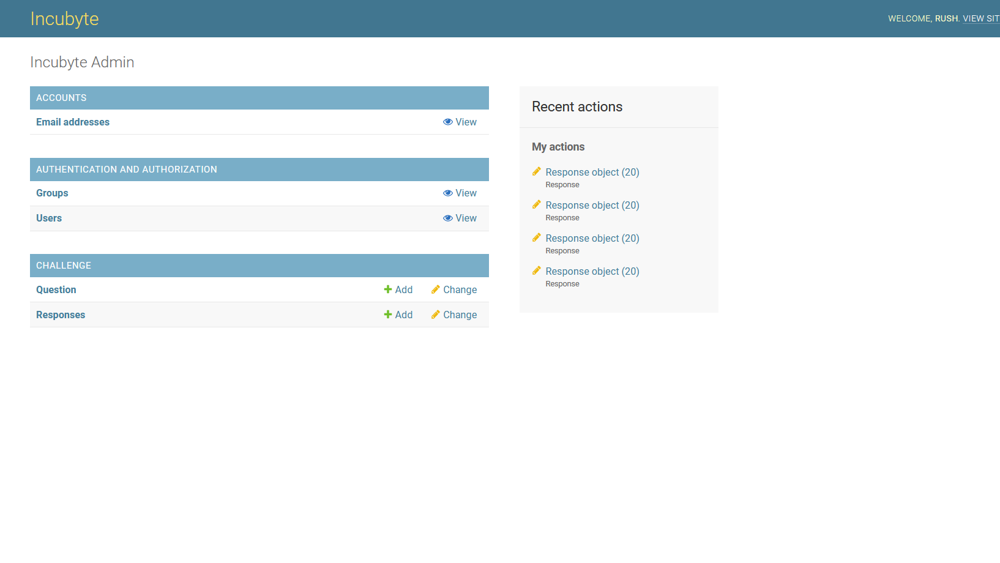 Incubyte
WELCOME, RUSH. VIEW SIT
Incubyte Admin
ACCOUNTS
Email addresses View
AUTHENTICATION AND AUTHORIZATION
Groups View
Users View
CHALLENGE
Question Add Change
Responses Add Change
Recent actions
My actions
Response object (20)
Response
Response object (20)
Response
Response object (20)
Response
Response object (20)
Response